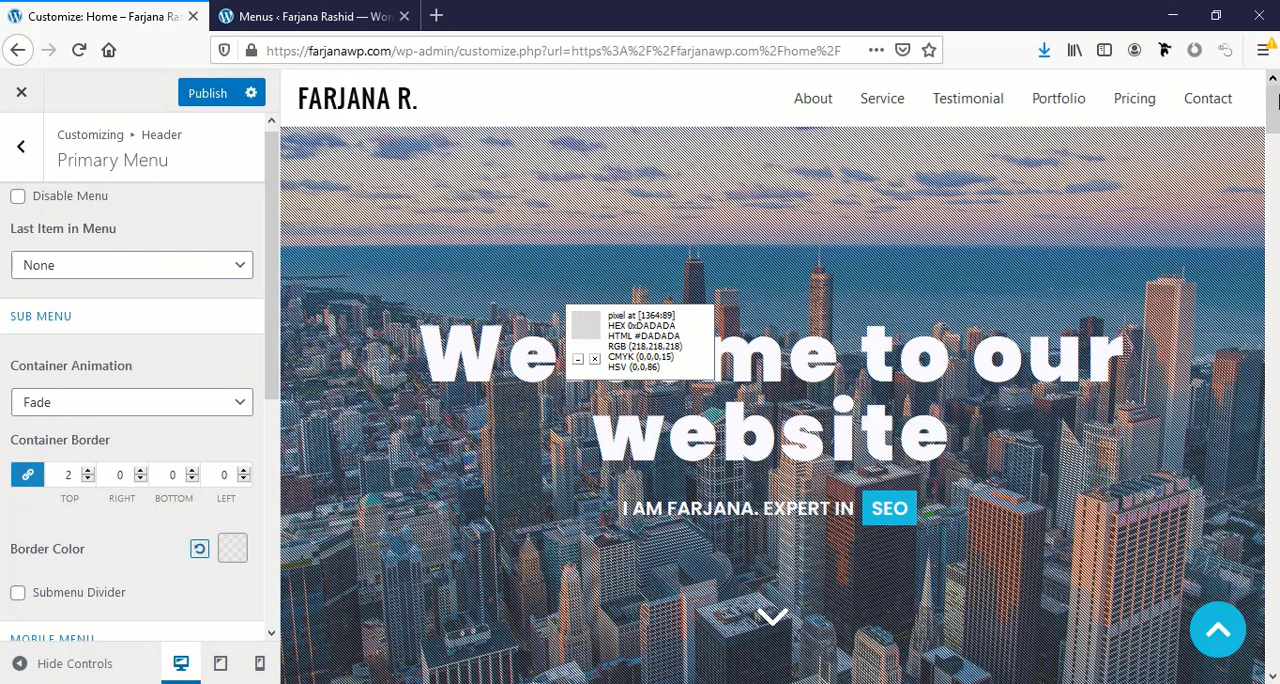 Customize: Home – Farjana Ra
Menus ‹ Farjana Rashid — Wor
https://farjanawp.com/wp-admin/customize.php?url=https%3A%2F%2Ffarjanawp.com%2Fhome%2F
Publish
Customizing ▸ Header
Primary Menu
Disable Menu
Last Item in Menu
None
SUB MENU
Container Animation
Fade
Container Border
2 0 0 0
TOP RIGHT BOTTOM LEFT
Border Color
Submenu Divider
MOBILE MENU
Hide Controls
FARJANA R.
About Service Testimonial Portfolio Pricing Contact
pixel at [1364:89]
HEX 0xDADADA
HTML #DADADA
RGB (218,218,218)
CMYK (0,0,0,15)
HSV (0,0,86)
We me to our
website
I AM FARJANA. EXPERT IN SEO